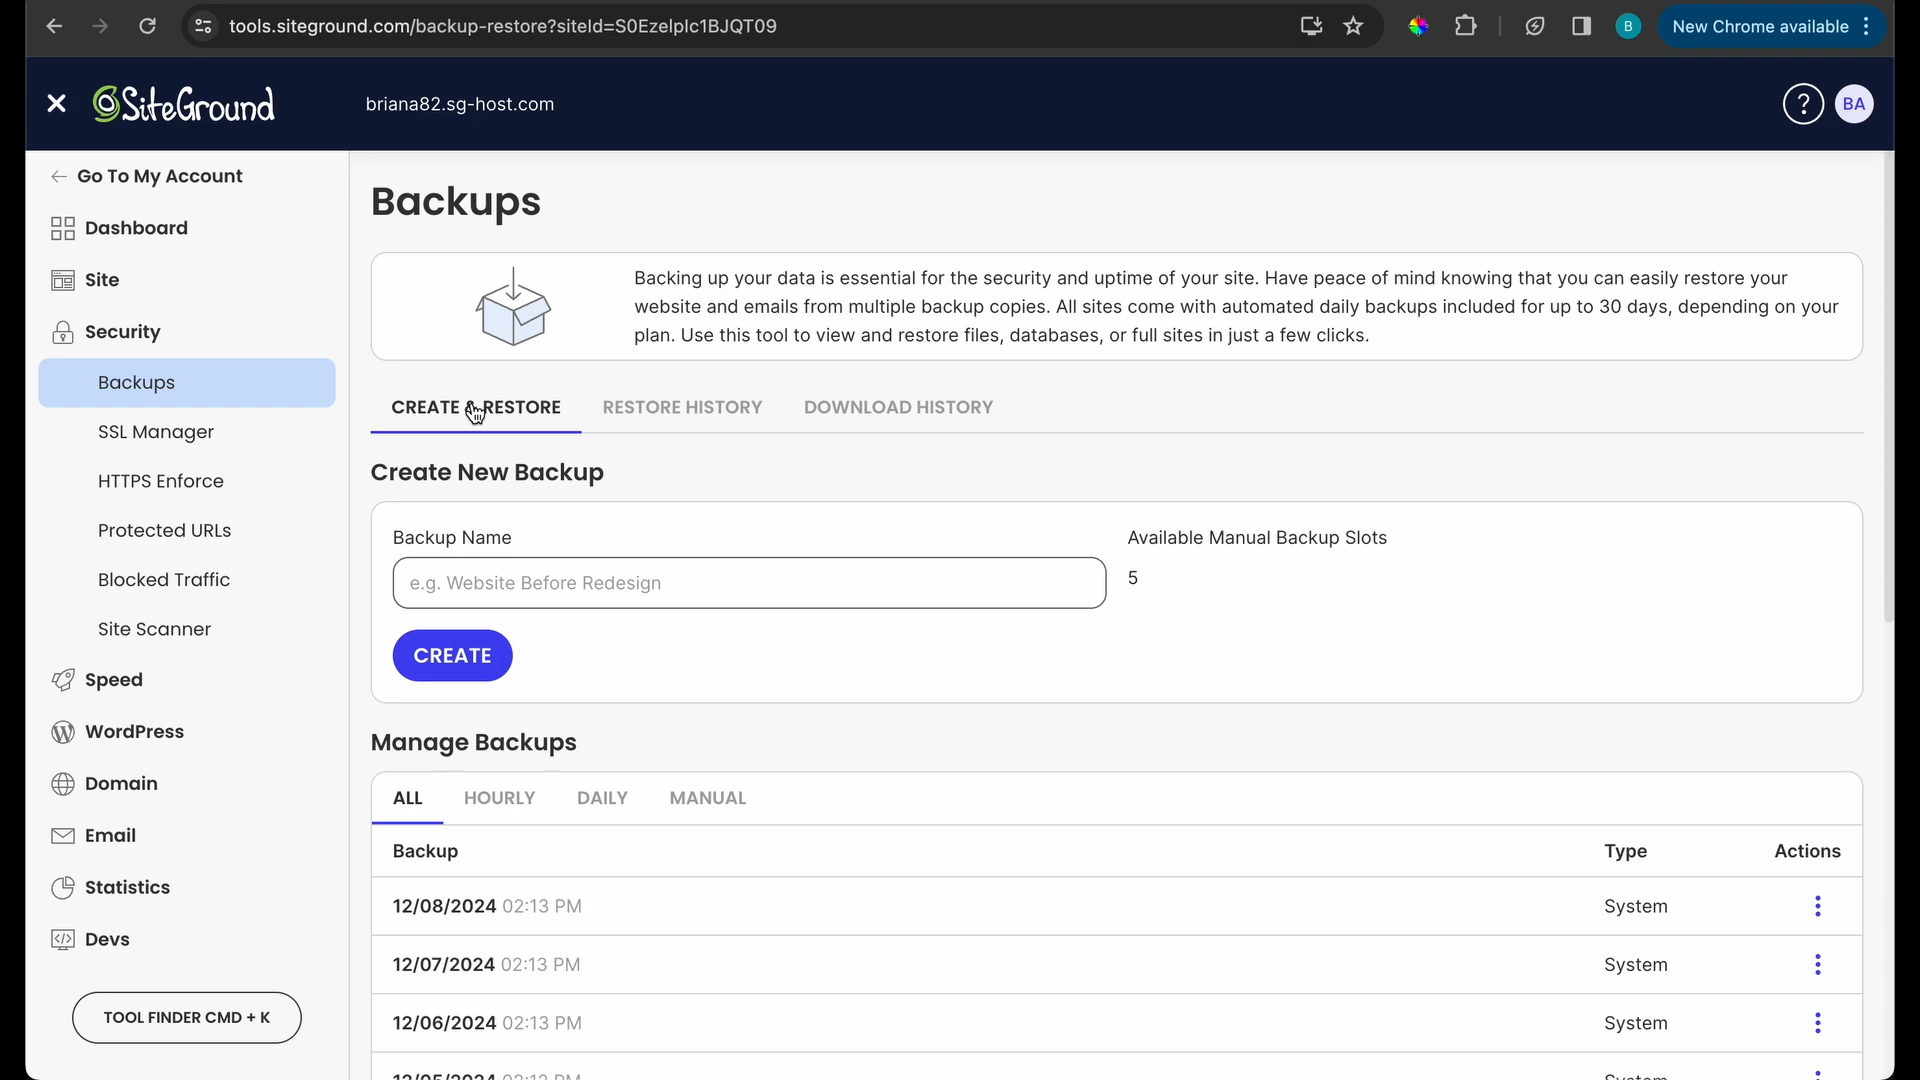 tools.siteground.com/backup-restore?siteId=S0EzelpIc1BJQT09
B
New Chrome available
SiteGround
briana82.sg-host.com
?
BA
Go To My Account
Dashboard
Site
Security
Backups
SSL Manager
HTTPS Enforce
Protected URLs
Blocked Traffic
Site Scanner
Speed
WordPress
Domain
Email
Statistics
Devs
TOOL FINDER CMD + K
Backups
Backing up your data is essential for the security and uptime of your site. Have peace of mind knowing that you can easily restore your
website and emails from multiple backup copies. All sites come with automated daily backups included for up to 30 days, depending on your
plan. Use this tool to view and restore files, databases, or full sites in just a few clicks.
CREATE & RESTORE
RESTORE HISTORY
DOWNLOAD HISTORY
Create New Backup
Backup Name
e.g. Website Before Redesign
Available Manual Backup Slots
5
CREATE
Manage Backups
ALL
HOURLY
DAILY
MANUAL
Backup
Type
Actions
12/08/2024 02:13 PM
System
12/07/2024 02:13 PM
System
12/06/2024 02:13 PM
System
12/05/2024
System